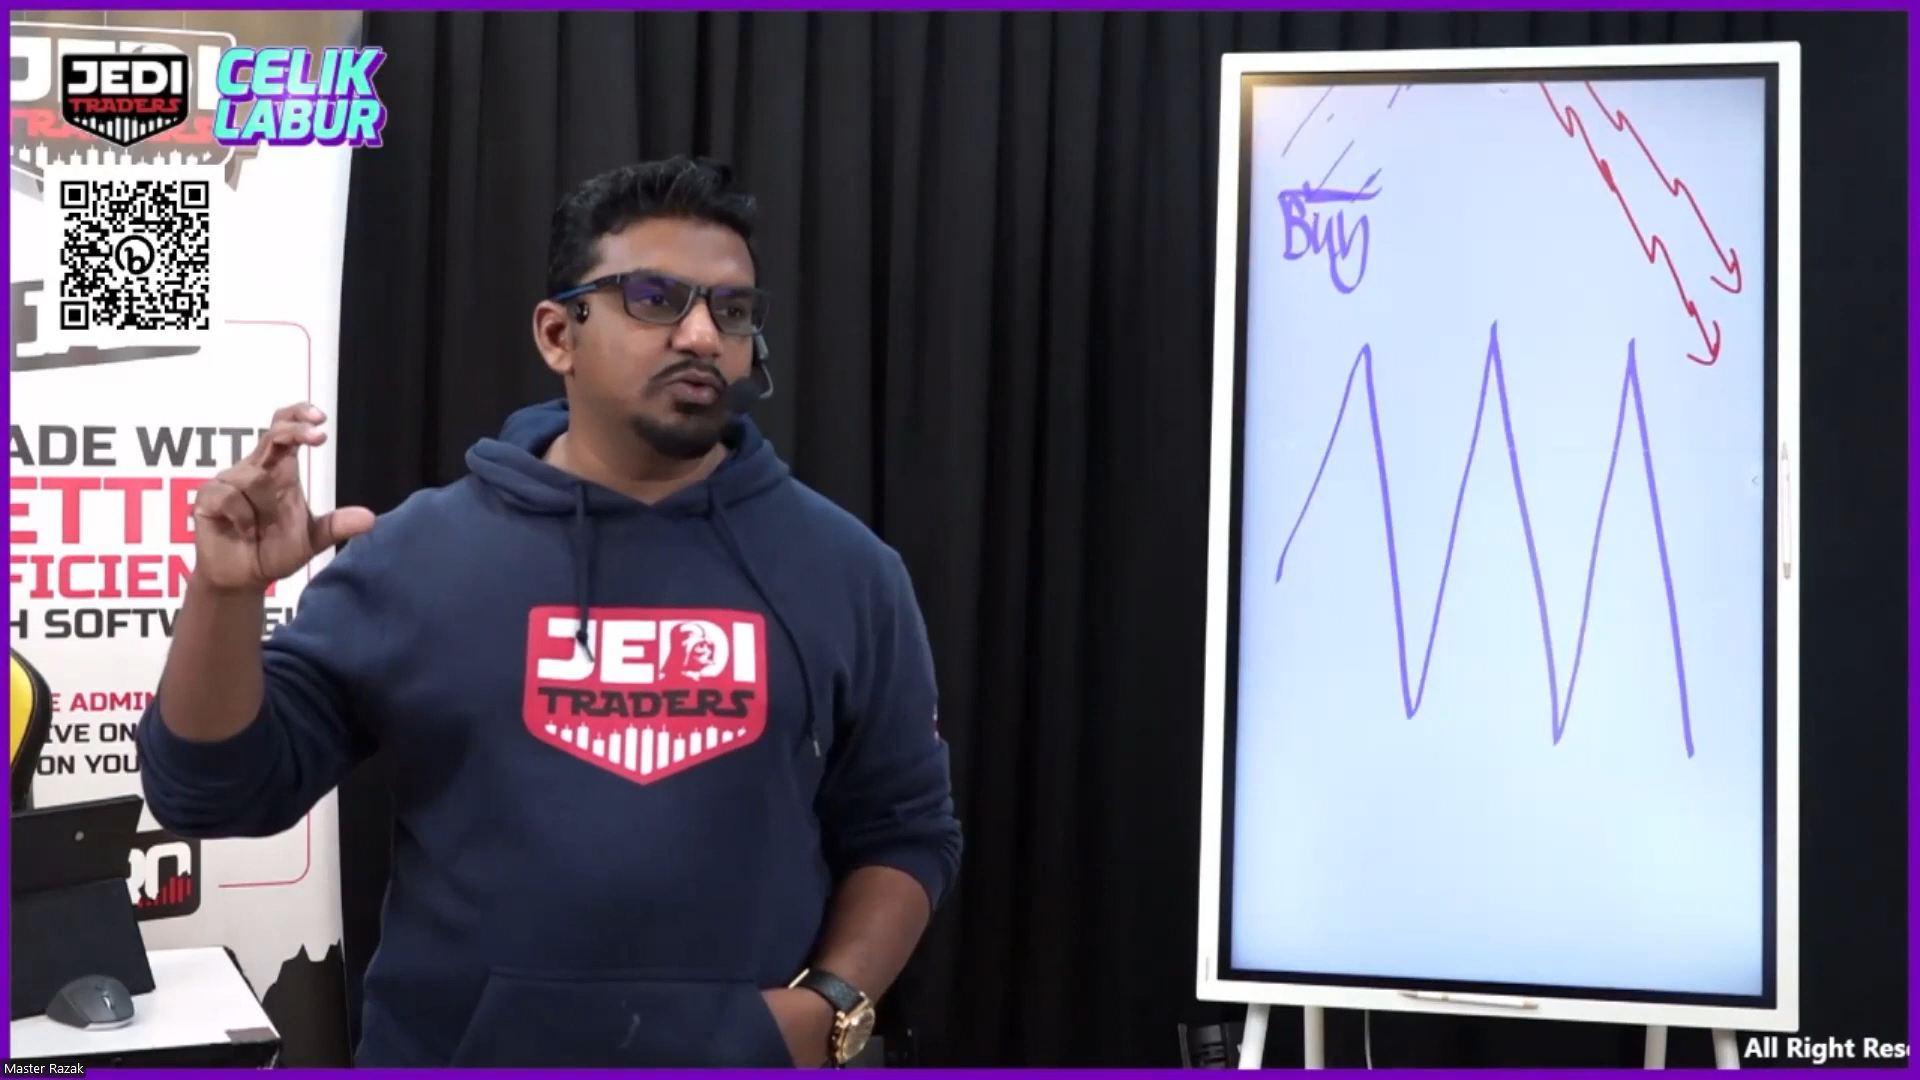 JEDI
TRADERS
CELIK
LABUR
ADE WIT
ETTE
FICIEN
H SOFTW
E ADMIN
IVE ON
ON YOU
JEDI
TRADERS
Buy
All Right Res
Master Razak